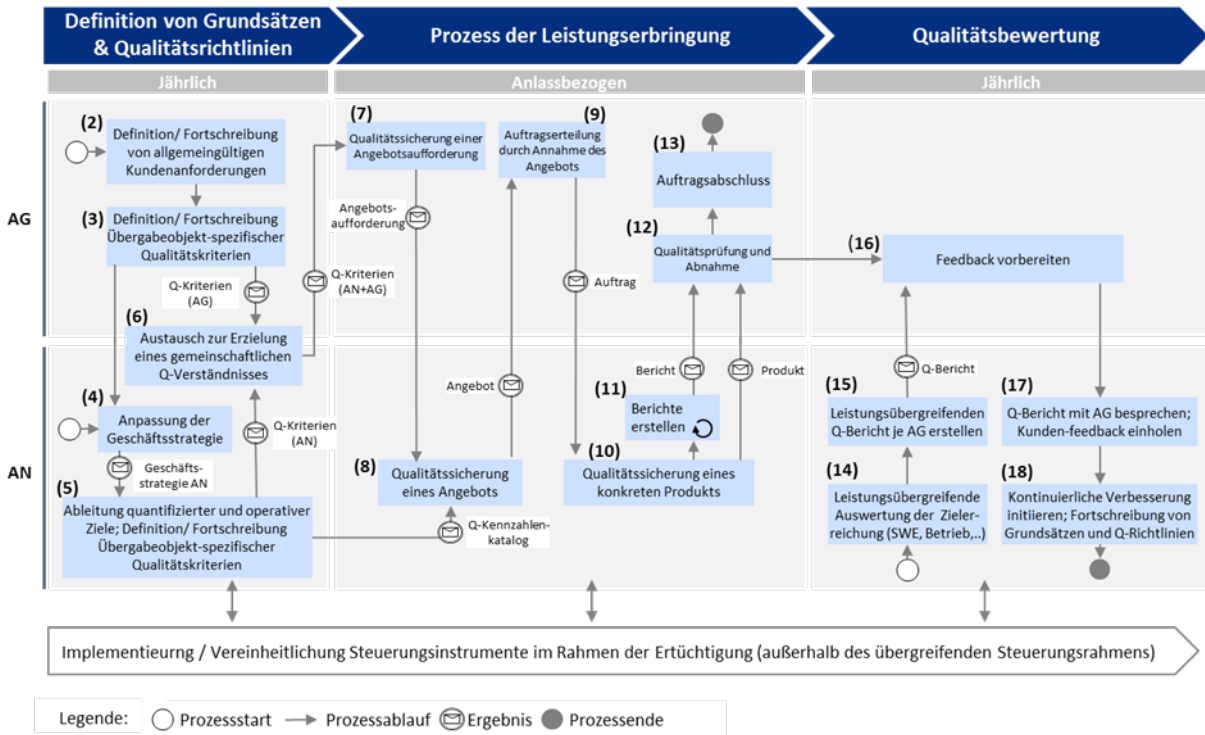 Definition von Grundsätzen
& Qualitätsrichtlinien
Prozess der Leistungserbringung
Qualitätsbewertung
Jährlich
Anlassbezogen
Jährlich
AG
(2)
Definition/ Fortschreibung
von allgemeingültigen
Kundenanforderungen
(3)
Definition/ Fortschreibung
Übergabeobjekt-spezifischer
Qualitätskriterien
Q-Kriterien
(AG)
(6)
Austausch zur Erzielung
eines gemeinschaftlichen
Q-Verständnisses
Q-Kriterien
(AN+AG)
(7)
Qualitätssicherung einer
Angebotsaufforderung
Angebots-
aufforderung
(9)
Auftragserteilung
durch Annahme des
Angebots
Auftrag
(13)
Auftragsabschluss
(12)
Qualitätsprüfung und
Abnahme
(16)
Feedback vorbereiten
AN
(4)
Anpassung der
Geschäftsstrategie
Geschäfts-
strategie AN
Q-Kriterien
(AN)
(5)
Ableitung quantifizierter und operativer
Ziele; Definition/ Fortschreibung
Übergabeobjekt-spezifischer
Qualitätskriterien
(8)
Qualitätssicherung
eines Angebots
Angebot
Q-Kennzahlen-
katalog
Bericht
Produkt
(11)
Berichte
erstellen
(10)
Qualitätssicherung eines
konkreten Produkts
Q-Bericht
(15)
Leistungsübergreifenden
Q-Bericht je AG erstellen
(14)
Leistungsübergreifende
Auswertung der Zieler-
reichung (SWE, Betrieb,..)
(17)
Q-Bericht mit AG besprechen;
Kunden-feedback einholen
(18)
Kontinuierliche Verbesserung
initiieren; Fortschreibung von
Grundsätzen und Q-Richtlinien
Implementieurng / Vereinheitlichung Steuerungsinstrumente im Rahmen der Ertüchtigung (außerhalb des übergreifenden Steuerungsrahmens)
Legende: Prozessstart Prozessablauf Ergebnis Prozessende